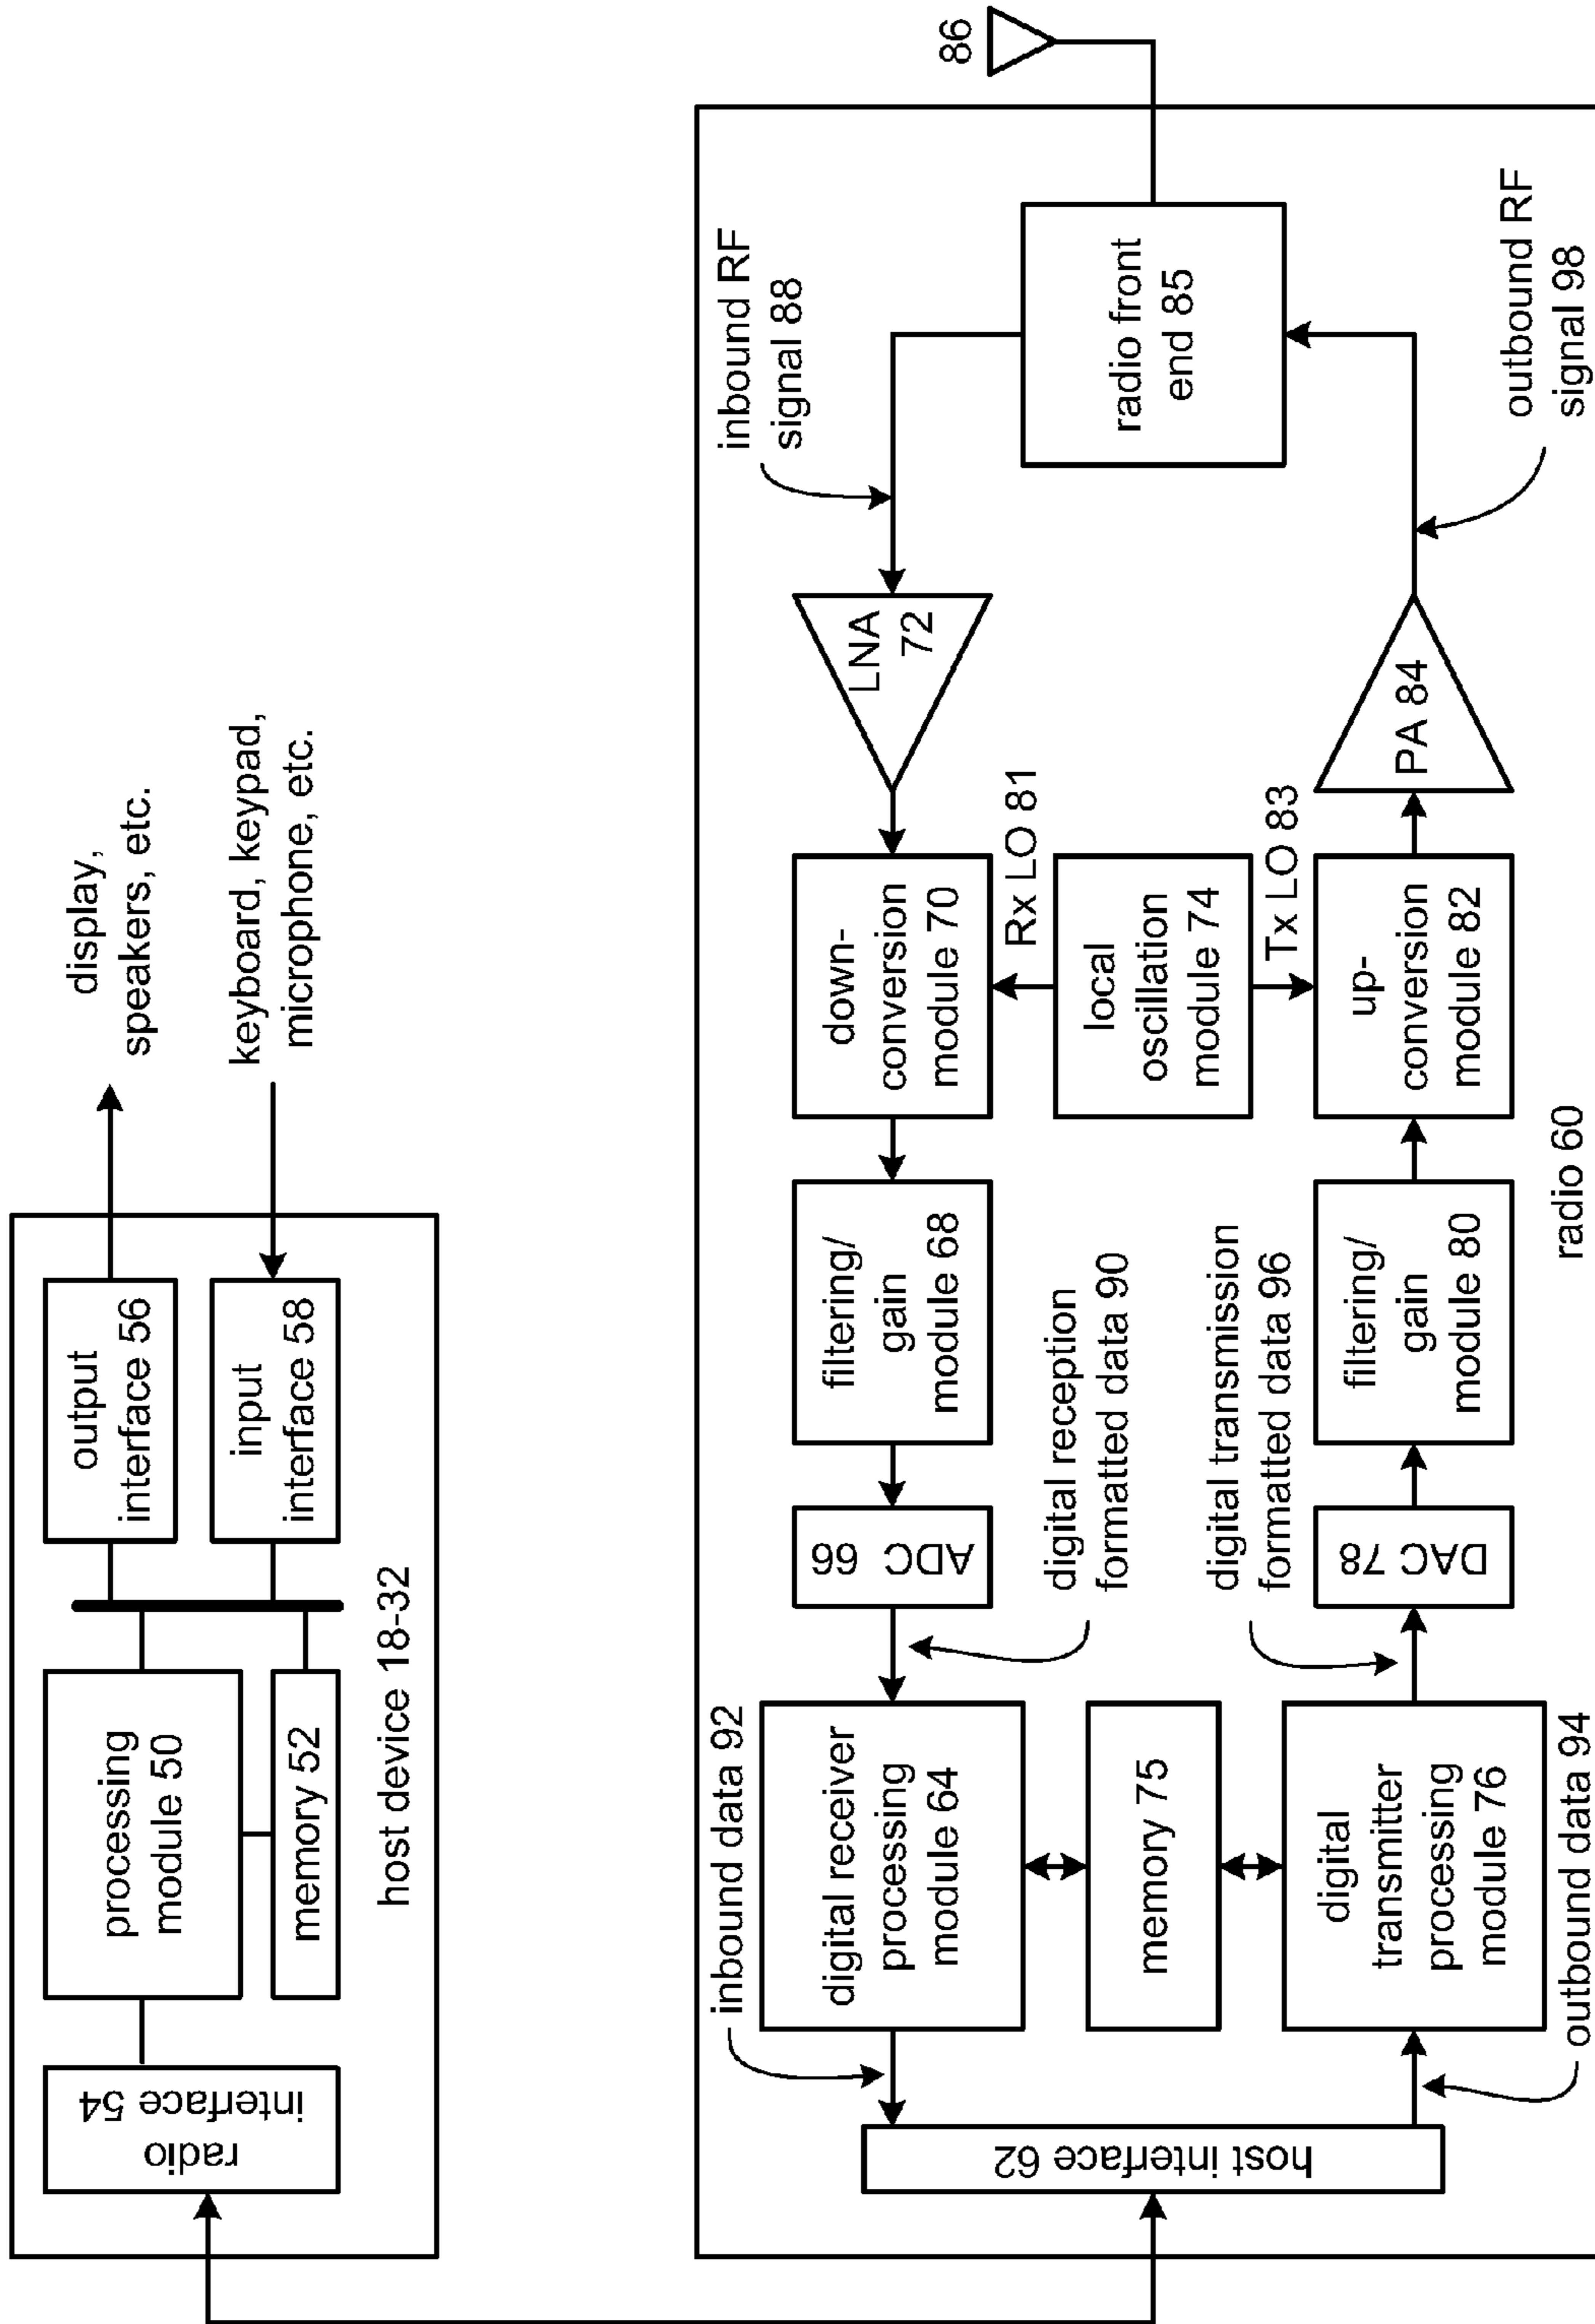 display,
speakers, etc.
keyboard, keypad,
microphone, etc.
output
interface 56
input
interface 58
processing
module 50
memory 52
radio
interface 54
host device 18-32
86
inbound RF
signal 88
radio front
end 85
outbound RF
signal 98
LNA
72
PA 84
down-
conversion
module 70
Rx LO 81
local
oscillation
module 74
Tx LO 83
up-
conversion
module 82
filtering/
gain
module 68
filtering/
gain
module 80
radio 60
ADC 66
digital reception
formatted data 90
digital transmission
formatted data 96
DAC 78
inbound data 92
digital receiver
processing
module 64
memory 75
digital
transmitter
processing
module 76
outbound data 94
host interface 62